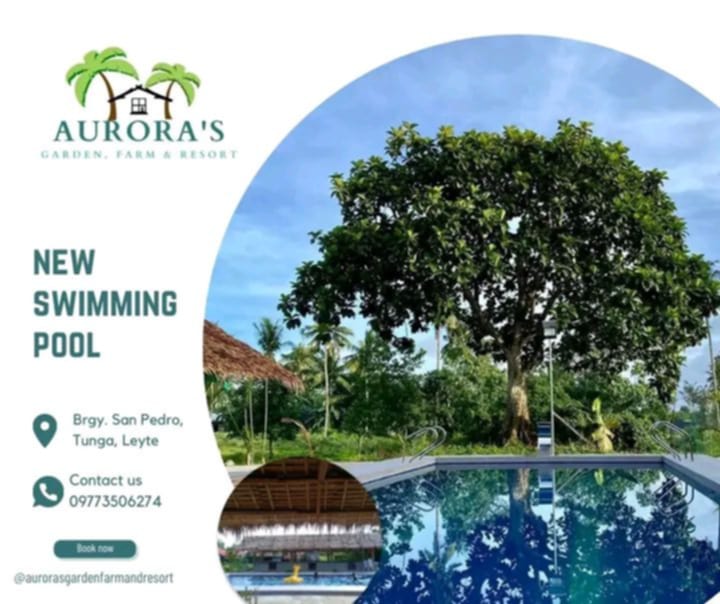 AURORA'S
GARDEN, FARM & RESORT
NEW
SWIMMING
POOL
Brgy. San Pedro,
Tunga, Leyte
Contact us
09773506274
Book now
@aurorasgardenfarmandresort